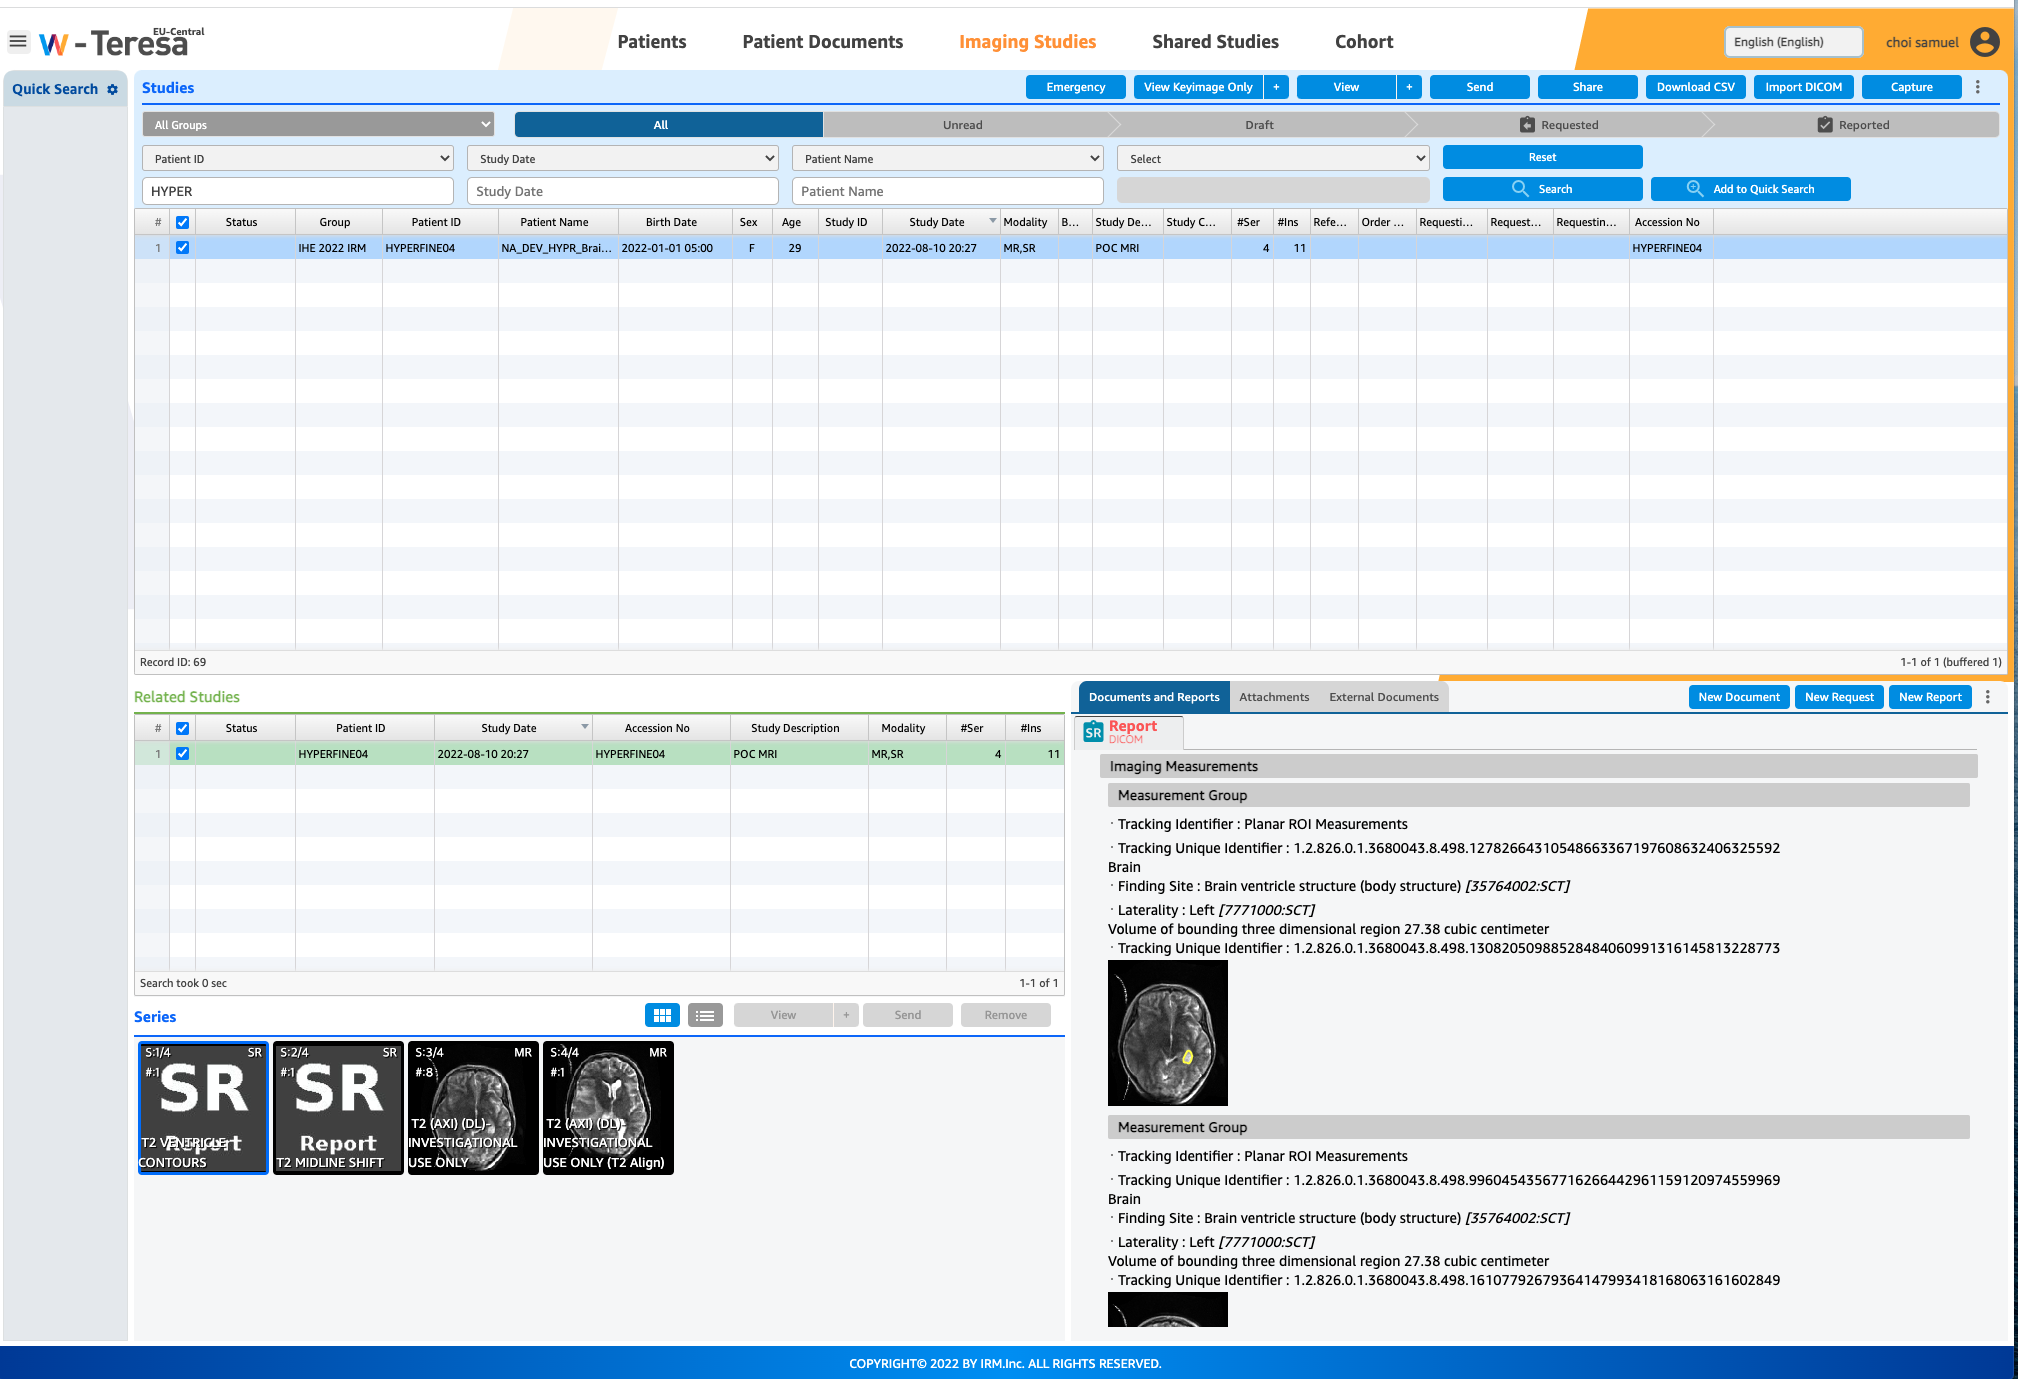 W - Teresa EU-Central
Patients Patient Documents Imaging Studies Shared Studies Cohort
English (English) choi samuel
Quick Search
Studies Emergency View Keyimage Only + View + Send Share Download CSV Import DICOM Capture
All Groups All Unread Draft Requested Reported
Patient ID Study Date Patient Name Select Reset
HYPER Study Date Patient Name Search Add to Quick Search
# Status Group Patient ID Patient Name Birth Date Sex Age Study ID Study Date Modality B... Study De... Study C... #Ser #Ins Refe... Order ... Requesti... Request... Requestin... Accession No
1 IHE 2022 IRM HYPERFINE04 NA_DEV_HYPR_Brai... 2022-01-01 05:00 F 29 2022-08-10 20:27 MR,SR POC MRI 4 11 HYPERFINE04
Record ID: 69 1-1 of 1 (buffered 1)
Related Studies
# Status Patient ID Study Date Accession No Study Description Modality #Ser #Ins
1 HYPERFINE04 2022-08-10 20:27 HYPERFINE04 POC MRI MR,SR 4 11
Search took 0 sec 1-1 of 1
Series View + Send Remove
S:1/4 SR
#:1
SR
Report
T2 VENTRICLE
CONTOURS
S:2/4 SR
#:1
SR
Report
T2 MIDLINE SHIFT
S:3/4 MR
#:8
T2 (AXI) (DL)-
INVESTIGATIONAL
USE ONLY
S:4/4 MR
#:1
T2 (AXI) (DL)-
INVESTIGATIONAL
USE ONLY (T2 Align)
Documents and Reports Attachments External Documents New Document New Request New Report
SR Report
DICOM
Imaging Measurements
Measurement Group
· Tracking Identifier : Planar ROI Measurements
· Tracking Unique Identifier : 1.2.826.0.1.3680043.8.498.12782664310548663367197608632406325592
Brain
· Finding Site : Brain ventricle structure (body structure) [35764002:SCT]
· Laterality : Left [7771000:SCT]
Volume of bounding three dimensional region 27.38 cubic centimeter
· Tracking Unique Identifier : 1.2.826.0.1.3680043.8.498.13082050988528484060991316145813228773
Measurement Group
· Tracking Identifier : Planar ROI Measurements
· Tracking Unique Identifier : 1.2.826.0.1.3680043.8.498.99604543567716266442961159120974559969
Brain
· Finding Site : Brain ventricle structure (body structure) [35764002:SCT]
· Laterality : Left [7771000:SCT]
Volume of bounding three dimensional region 27.38 cubic centimeter
· Tracking Unique Identifier : 1.2.826.0.1.3680043.8.498.16107792679364147993418168063161602849
COPYRIGHT© 2022 BY IRM.Inc. ALL RIGHTS RESERVED.